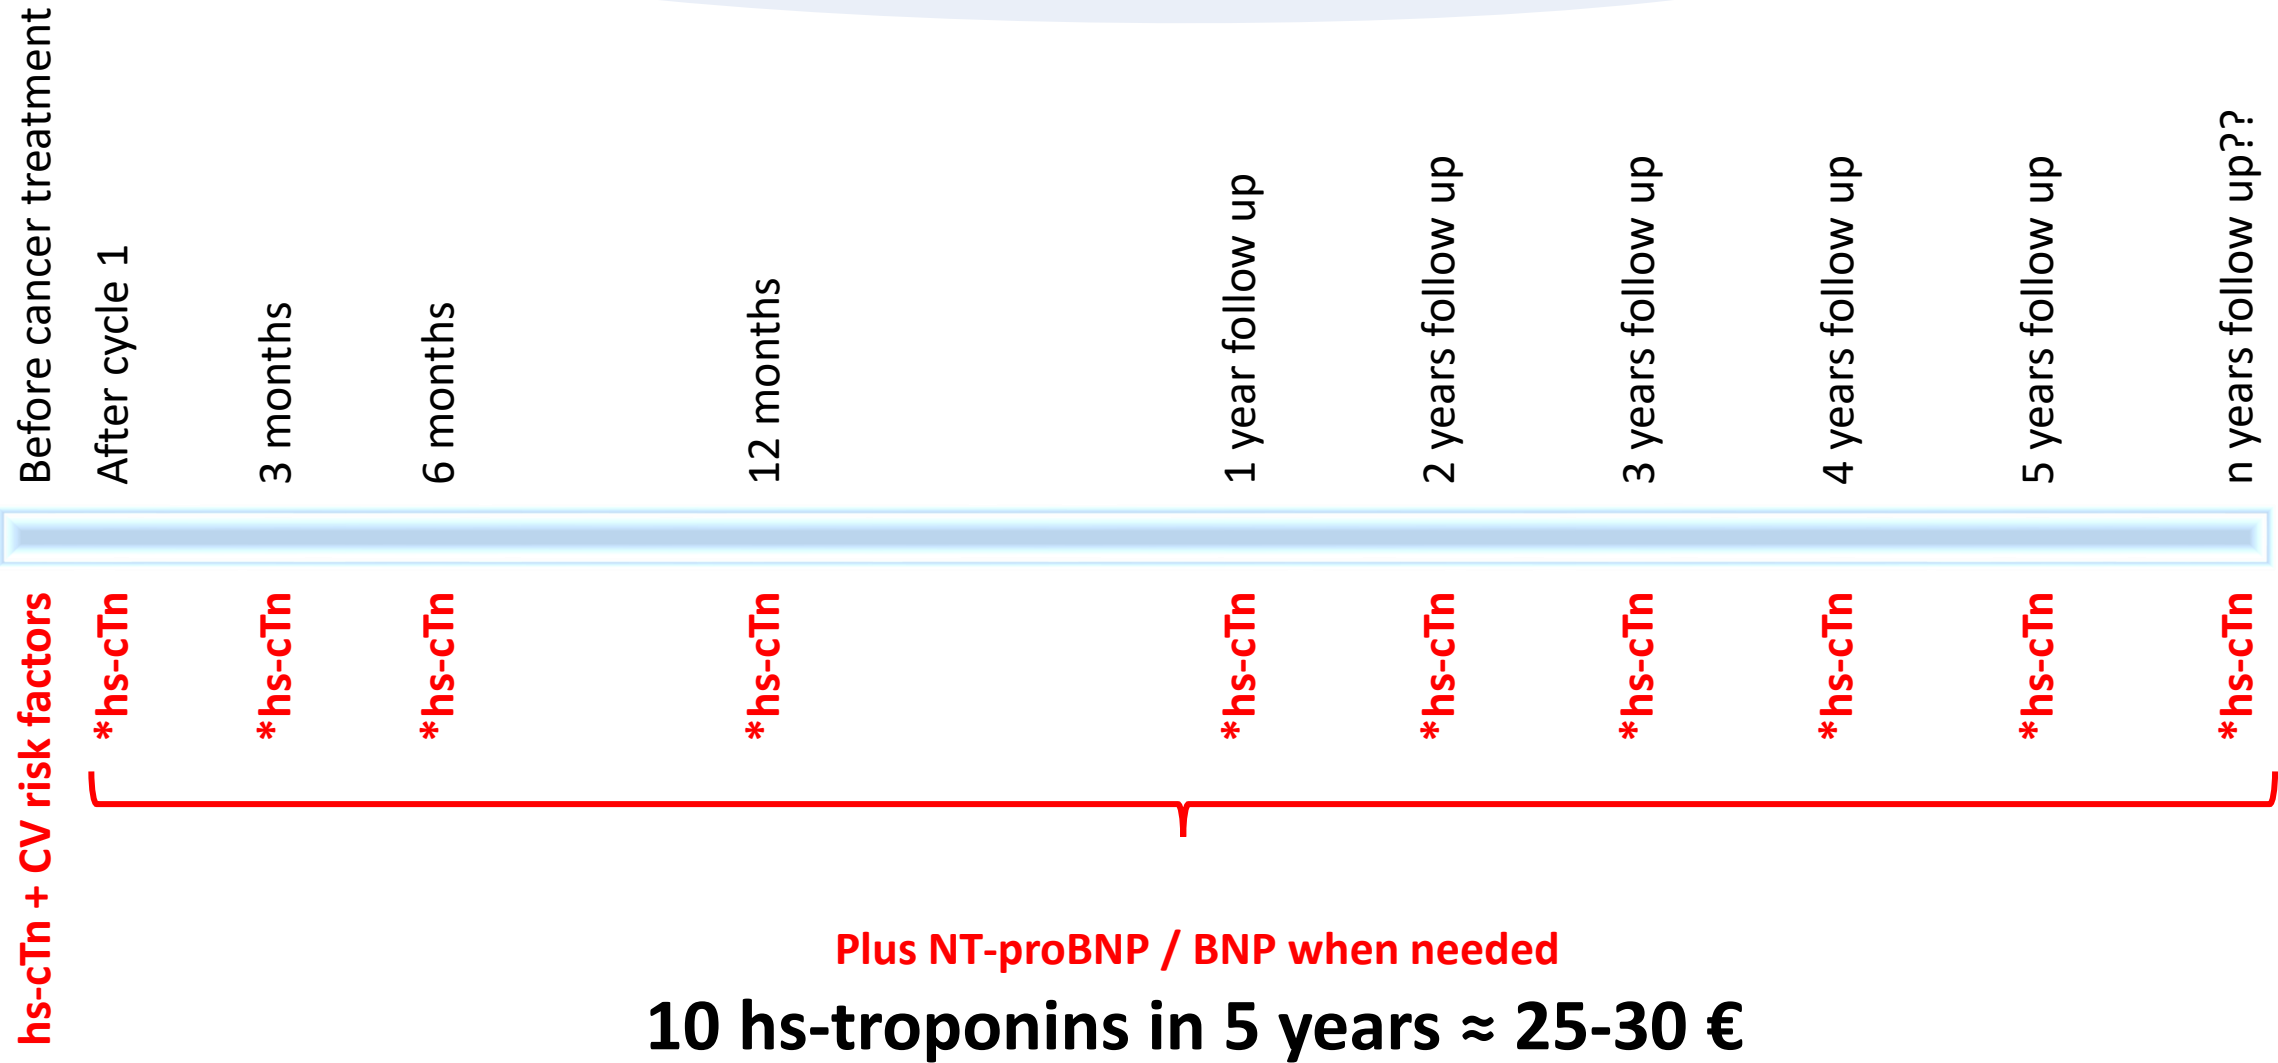 Before cancer treatment
After cycle 1
3 months
6 months
12 months
1 year follow up
2 years follow up
3 years follow up
4 years follow up
5 years follow up
n years follow up??
hs-cTn + CV risk factors
*hs-cTn
*hs-cTn
*hs-cTn
*hs-cTn
*hs-cTn
*hs-cTn
*hs-cTn
*hs-cTn
*hs-cTn
*hs-cTn
Plus NT-proBNP / BNP when needed
10 hs-troponins in 5 years ≈ 25-30 €